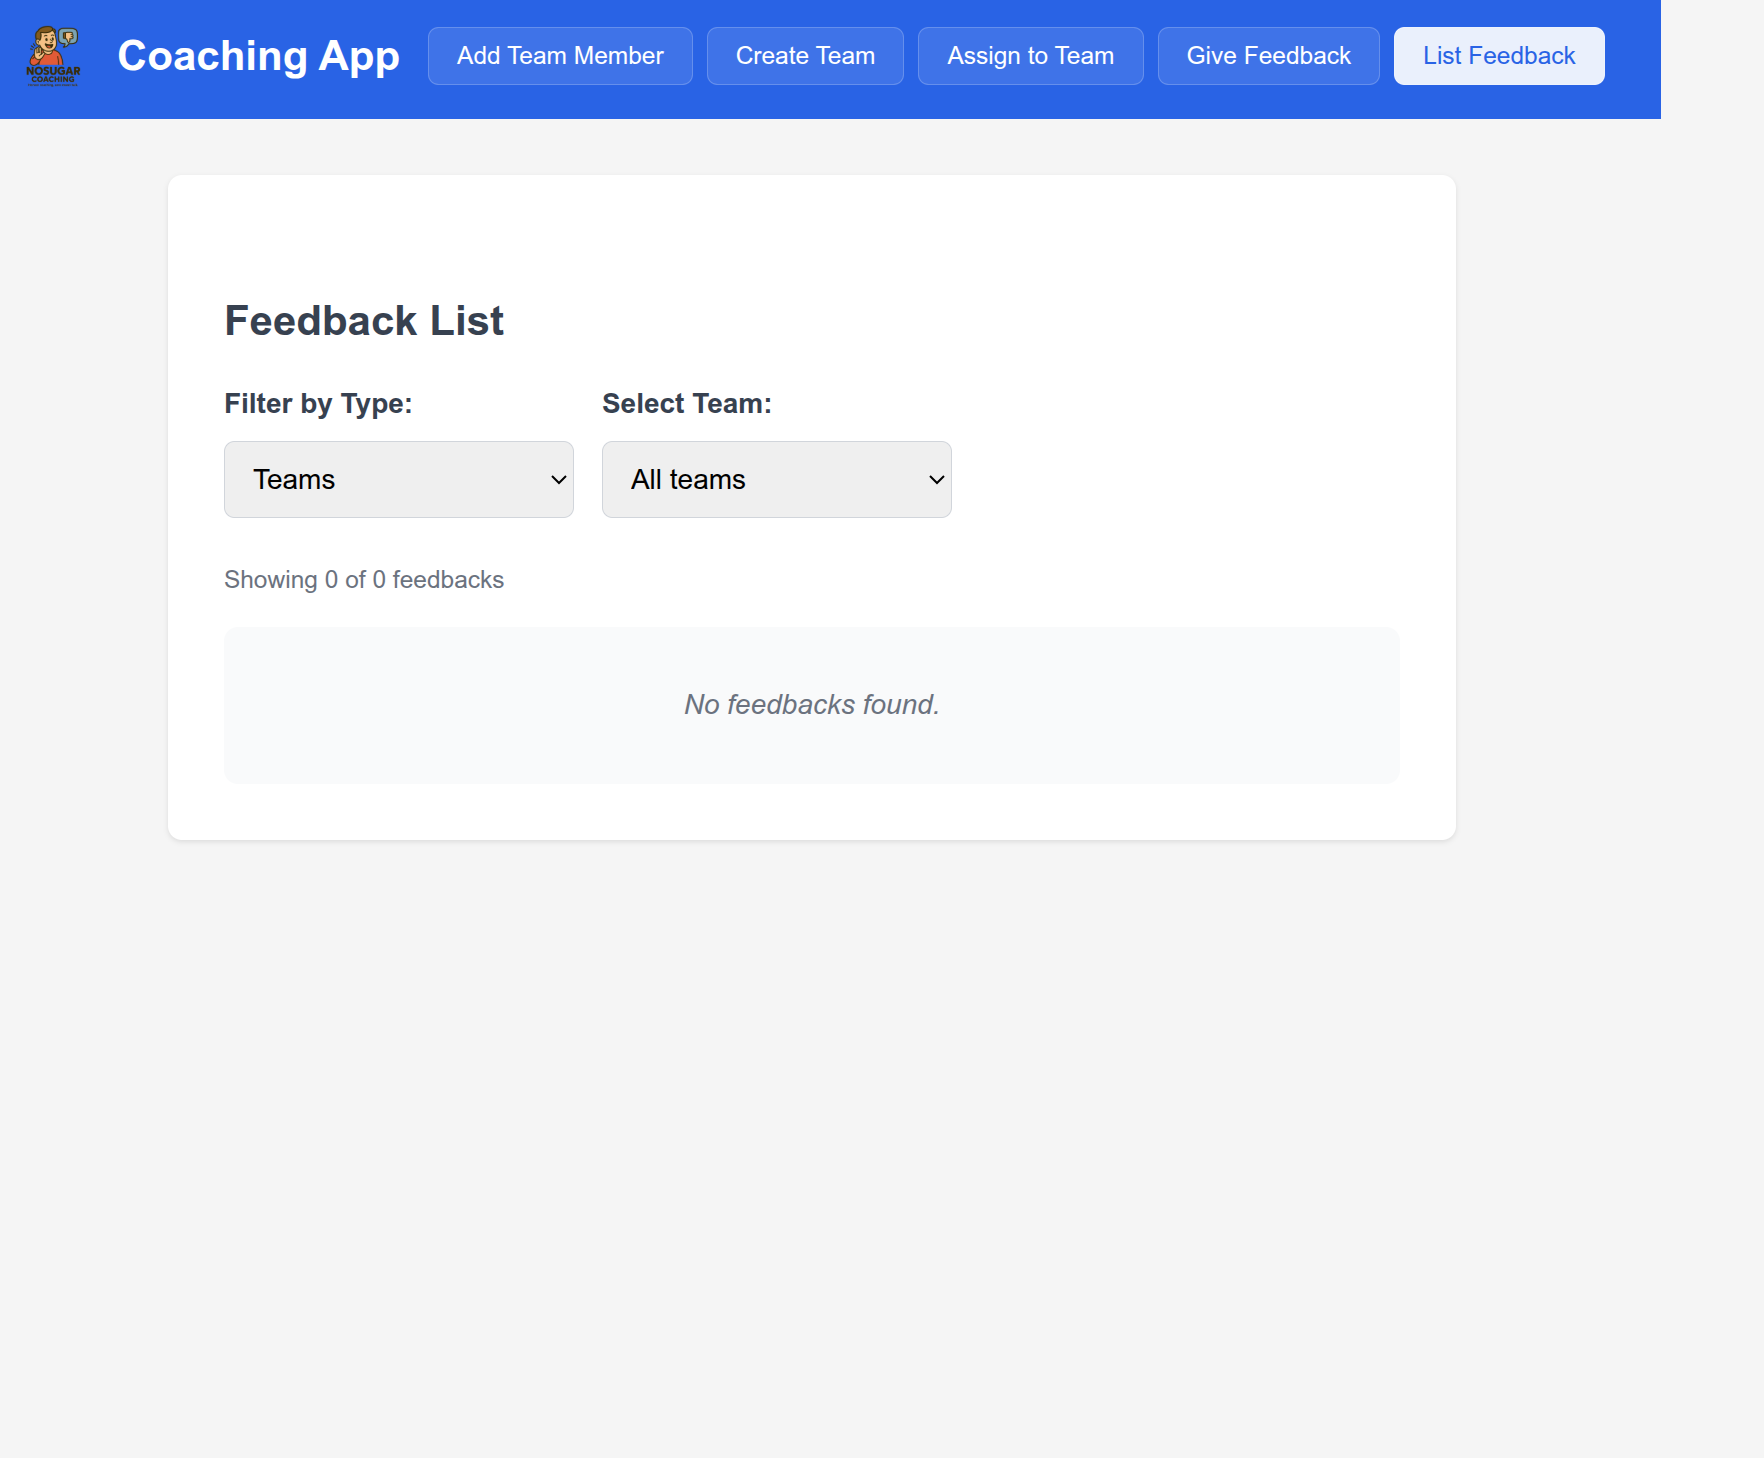 NOSUGAR
COACHING
Coaching App
Add Team Member
Create Team
Assign to Team
Give Feedback
List Feedback
Feedback List
Filter by Type:
Select Team:
Teams
All teams
Showing 0 of 0 feedbacks
No feedbacks found.